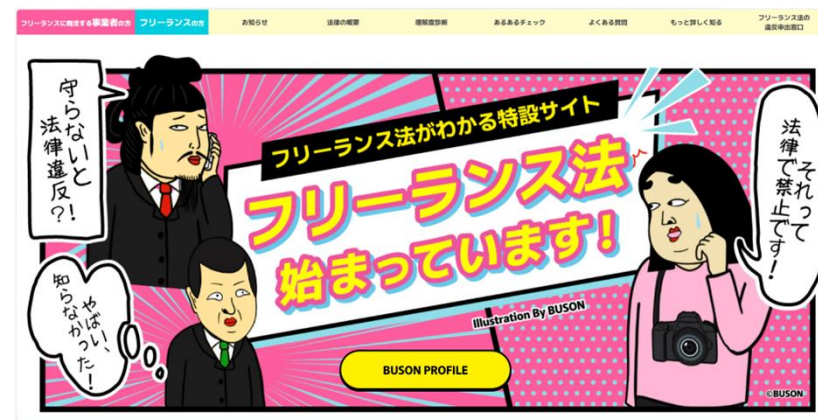 フリーランスに発注する事業者の方
フリーランスの方
お知らせ
法律の概要
理解度診断
あるあるチェック
よくある質問
もっと詳しく知る
フリーランス法の
違反申出窓口
守らないと
法律違反?!
フリーランス法がわかる特設サイト
フリーランス法
始まっています!
それって
法律で禁止です!
やばい、
知らなかった!
Illustration By BUSON
BUSON PROFILE
©BUSON